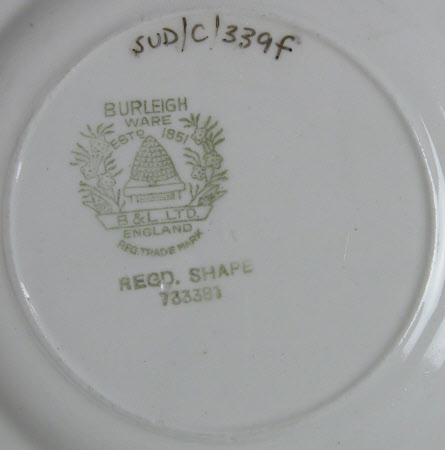 SUD/C/339f
BURLEIGH
WARE
ESTD. 1851
B & L. LTD.
ENGLAND
REG. TRADE MARK
REGD. SHAPE
733381